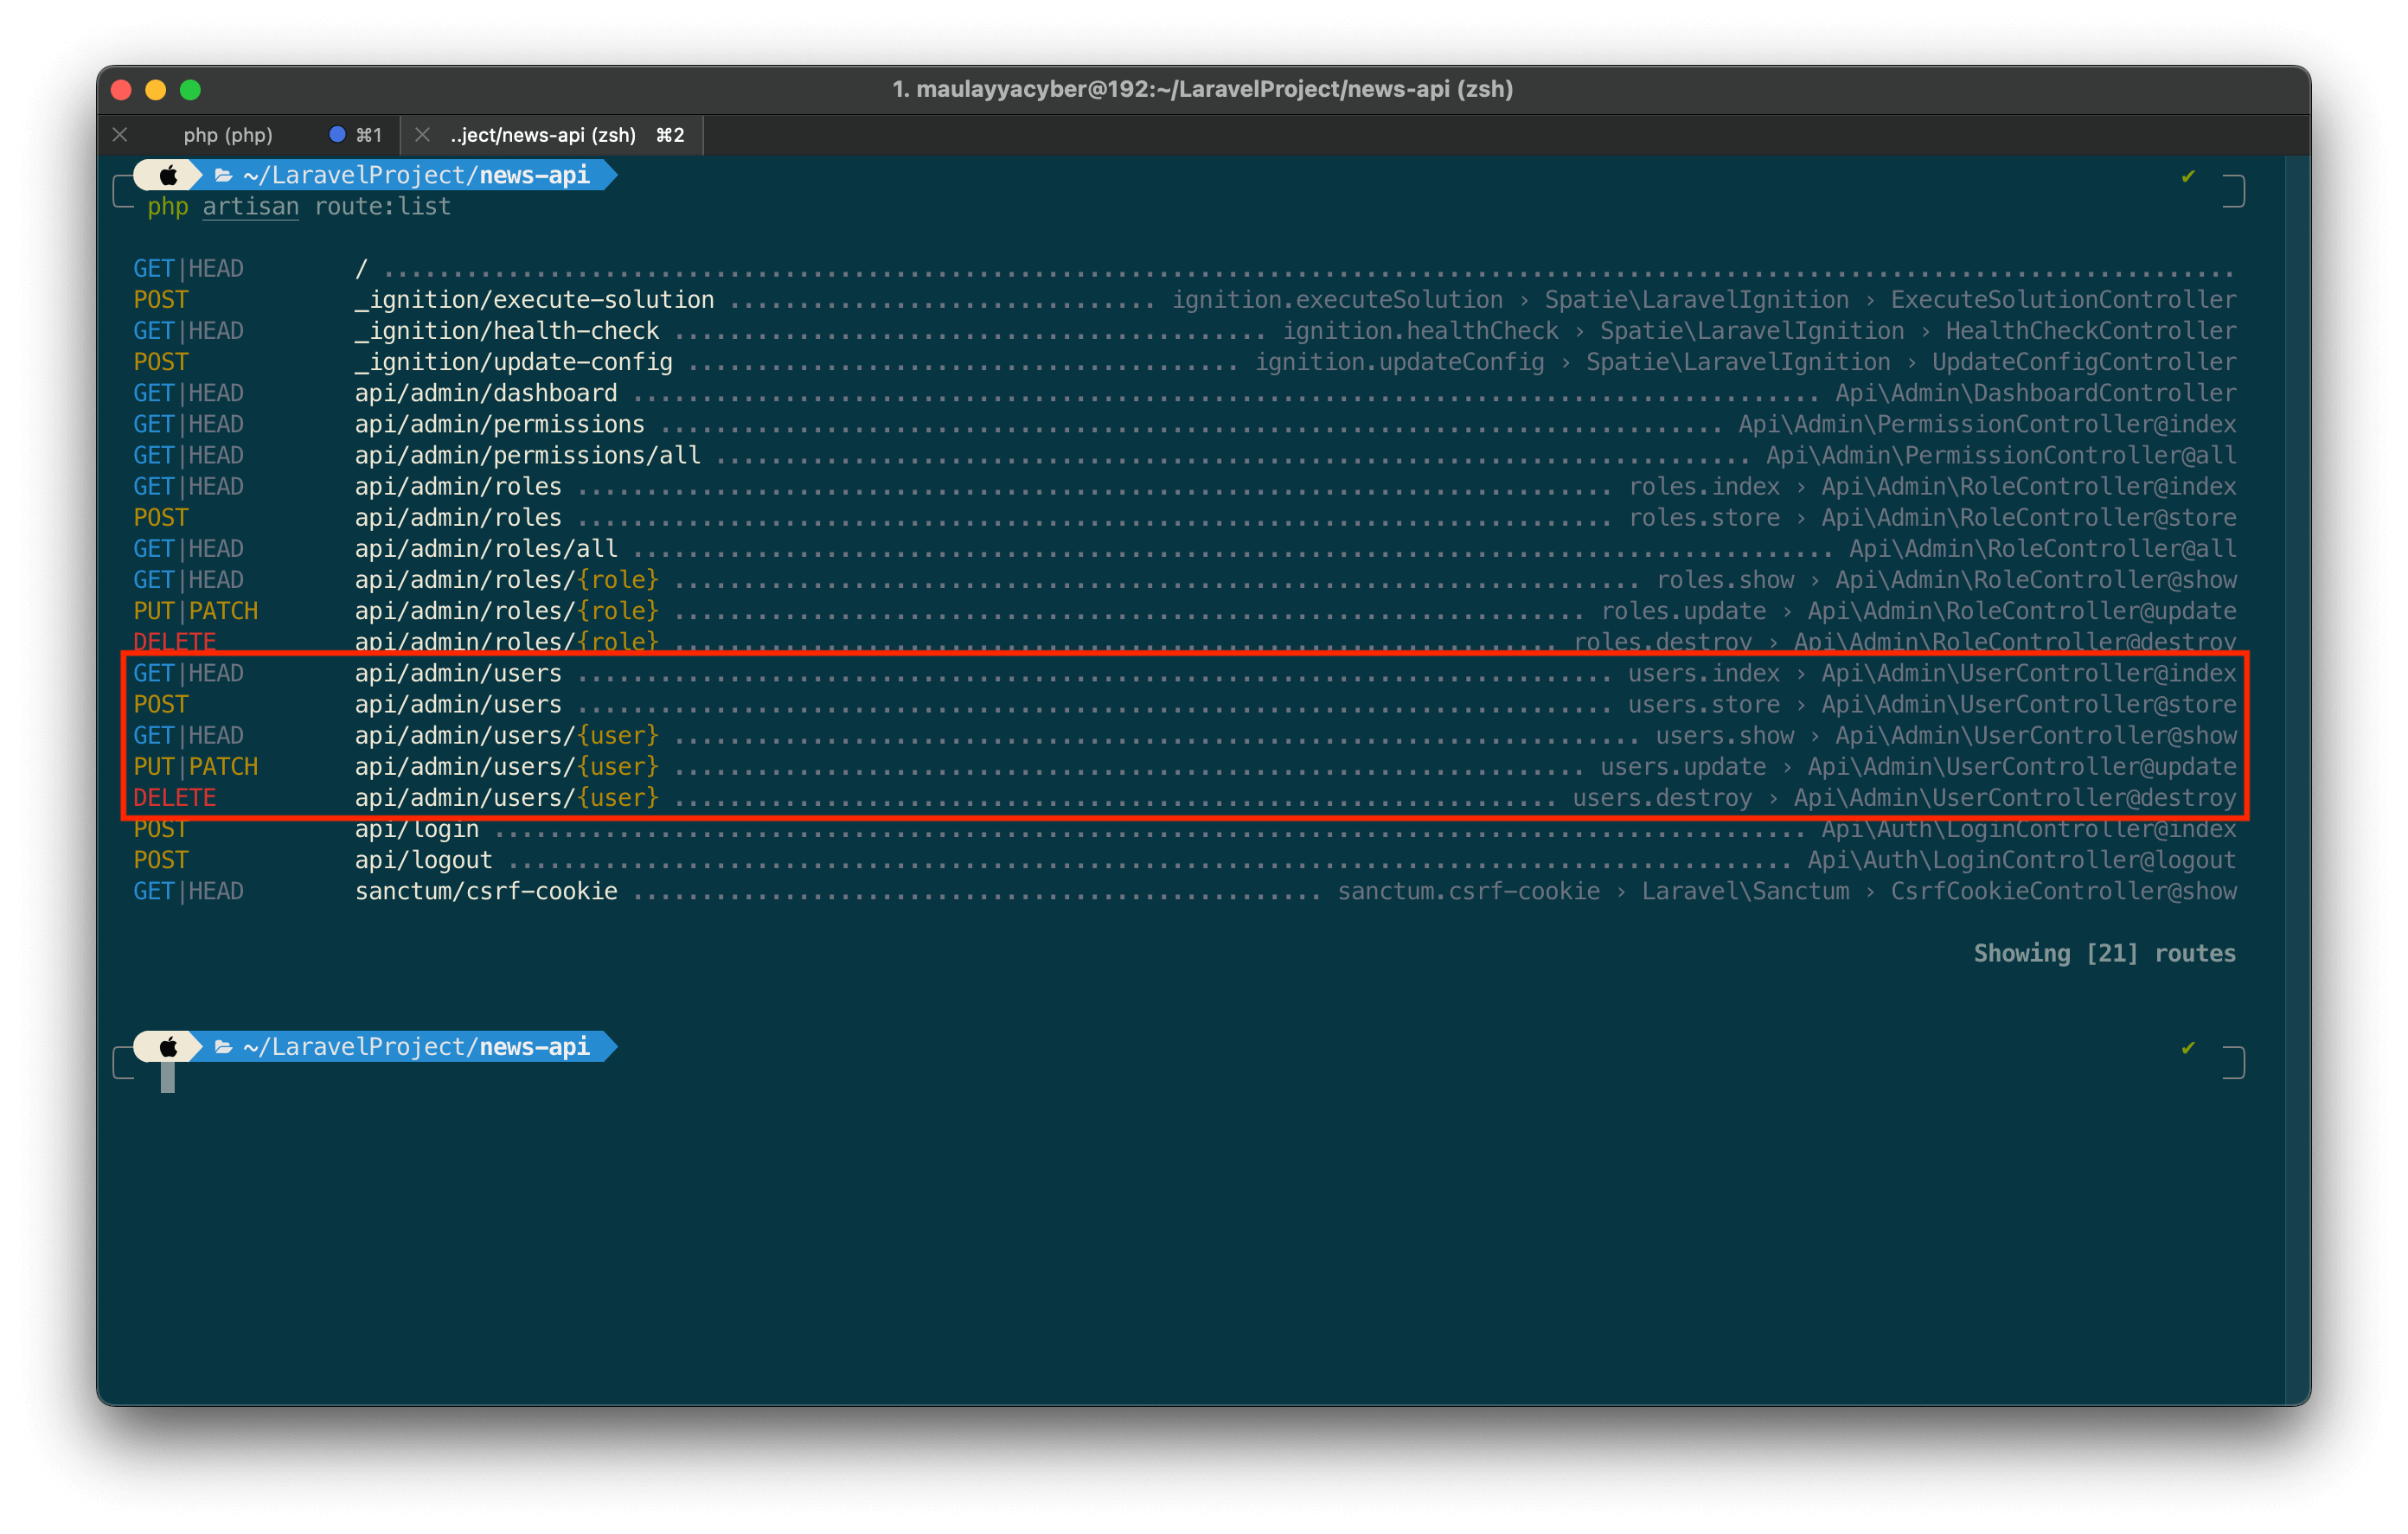 1. maulayyacyber@192:~/LaravelProject/news-api (zsh)
php (php) ⌘1 ..ject/news-api (zsh) ⌘2
~/LaravelProject/news-api ✔
php artisan route:list
GET|HEAD / ........................................................................................................................................
POST _ignition/execute-solution ............................... ignition.executeSolution › Spatie\LaravelIgnition › ExecuteSolutionController
GET|HEAD _ignition/health-check ........................................... ignition.healthCheck › Spatie\LaravelIgnition › HealthCheckController
POST _ignition/update-config ........................................ ignition.updateConfig › Spatie\LaravelIgnition › UpdateConfigController
GET|HEAD api/admin/dashboard ...................................................................................... Api\Admin\DashboardController
GET|HEAD api/admin/permissions ............................................................................. Api\Admin\PermissionController@index
GET|HEAD api/admin/permissions/all ........................................................................... Api\Admin\PermissionController@all
GET|HEAD api/admin/roles ........................................................................... roles.index › Api\Admin\RoleController@index
POST api/admin/roles ........................................................................... roles.store › Api\Admin\RoleController@store
GET|HEAD api/admin/roles/all ....................................................................................... Api\Admin\RoleController@all
GET|HEAD api/admin/roles/{role} ...................................................................... roles.show › Api\Admin\RoleController@show
PUT|PATCH api/admin/roles/{role} .................................................................. roles.update › Api\Admin\RoleController@update
DELETE api/admin/roles/{role} ................................................................ roles.destroy › Api\Admin\RoleController@destroy
GET|HEAD api/admin/users ........................................................................... users.index › Api\Admin\UserController@index
POST api/admin/users ........................................................................... users.store › Api\Admin\UserController@store
GET|HEAD api/admin/users/{user} ...................................................................... users.show › Api\Admin\UserController@show
PUT|PATCH api/admin/users/{user} .................................................................. users.update › Api\Admin\UserController@update
DELETE api/admin/users/{user} ................................................................ users.destroy › Api\Admin\UserController@destroy
POST api/login ............................................................................................... Api\Auth\LoginController@index
POST api/logout ............................................................................................. Api\Auth\LoginController@logout
GET|HEAD sanctum/csrf-cookie .................................................. sanctum.csrf-cookie › Laravel\Sanctum › CsrfCookieController@show
Showing [21] routes
~/LaravelProject/news-api ✔